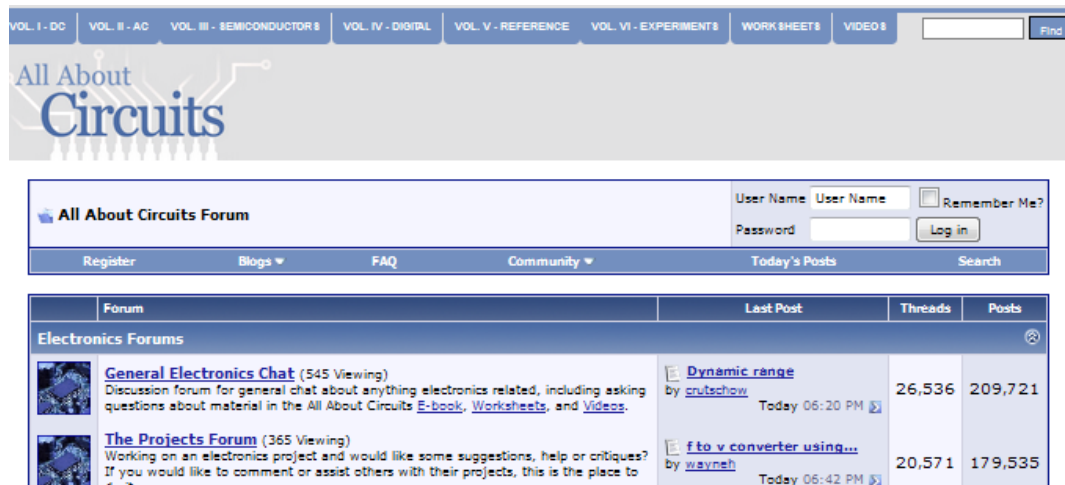 VOL. I - DC VOL. II - AC VOL. III - SEMICONDUCTORS VOL. IV - DIGITAL VOL. V - REFERENCE VOL. VI - EXPERIMENTS WORKSHEETS VIDEOS Find
All About
Circuits
All About Circuits Forum
User Name User Name Remember Me?
Password Log in
Register Blogs FAQ Community Today's Posts Search
Forum Last Post Threads Posts
Electronics Forums
General Electronics Chat (545 Viewing)
Discussion forum for general chat about anything electronics related, including asking
questions about material in the All About Circuits E-book, Worksheets, and Videos.
Dynamic range
by crutschow
Today 06:20 PM
26,536 209,721
The Projects Forum (365 Viewing)
Working on an electronics project and would like some suggestions, help or critiques?
If you would like to comment or assist others with their projects, this is the place to
f to v converter using...
by wayneh
Today 06:42 PM
20,571 179,535